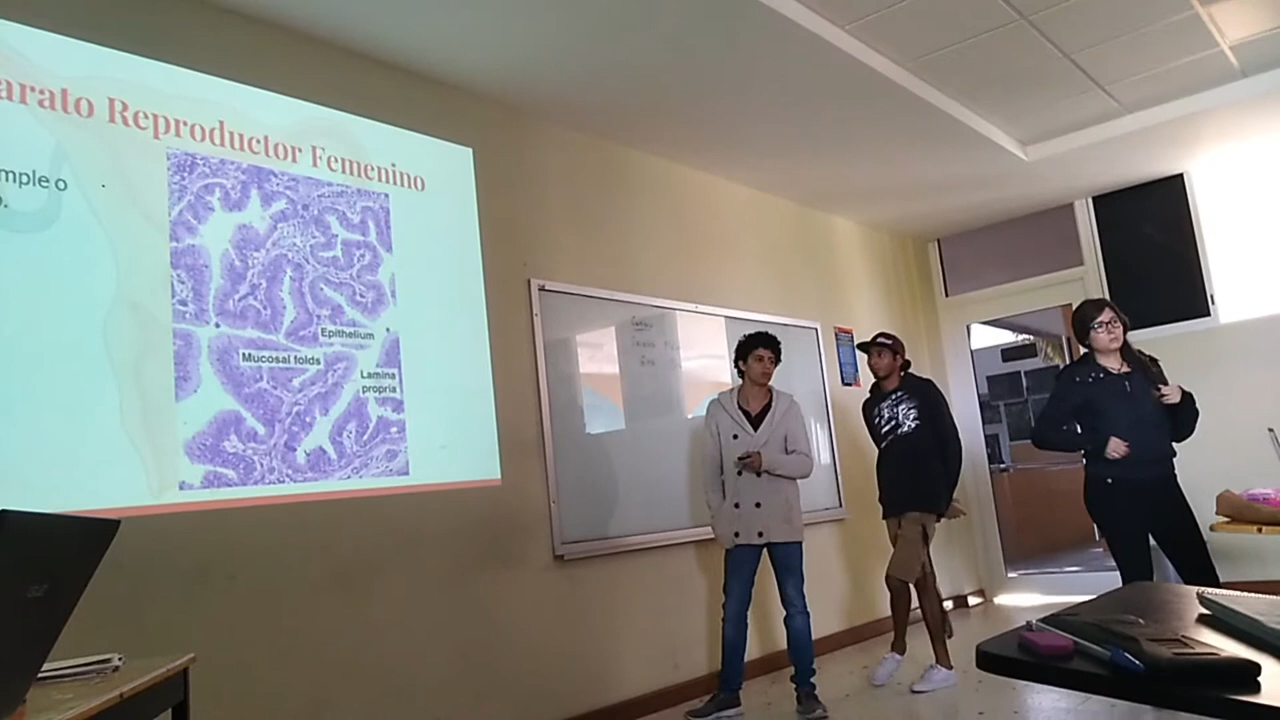 arato Reproductor Femenino
mple o
o.
Epithelium
Mucosal folds
Lamina
propria